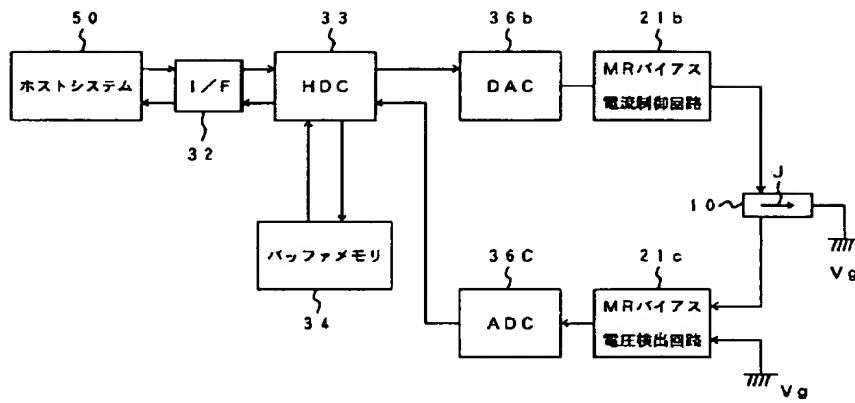 50
33
36b
21b
ホストシステム
I/F
HDC
DAC
MRバイアス
電流制御回路
32
J
10
Vg
バッファメモリ
34
36C
21c
ADC
MRバイアス
電圧検出回路
Vg